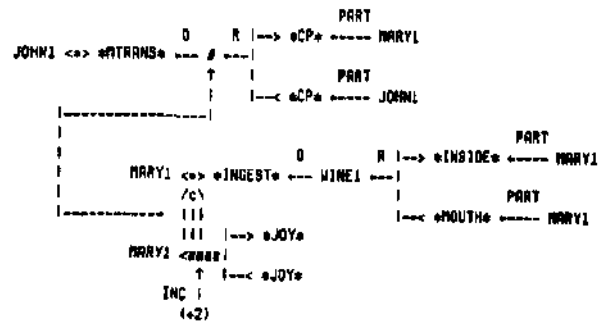 PART
O R |--> *CP* <---- MARY1
JOHN1 <=> *MTRANS* <--- # <---|
↑ | PART
| |--< *CP* <---- JOHN1
|------------------------|
|
| O R PART
| MARY1 <=> *INGEST* <--- WINE1 <---| |--> *INSIDE* <---- MARY1
| /c\ |
| ||| | PART
|------------ ||| |--> *JOY* |--< *MOUTH* <---- MARY1
MARY1 <≡≡≡≡|
↑ |--< *JOY*
INC |
(+2)